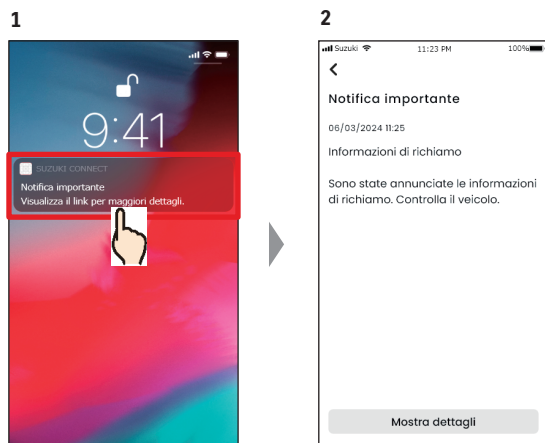 1
9:41
SUZUKI CONNECT
Notifica importante
Visualizza il link per maggiori dettagli.
2
Suzuki 11:23 PM 100%
Notifica importante
06/03/2024 11:25
Informazioni di richiamo
Sono state annunciate le informazioni
di richiamo. Controlla il veicolo.
Mostra dettagli